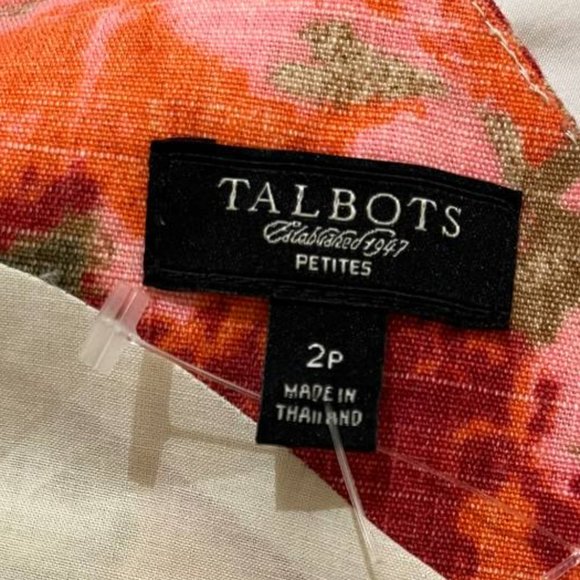 TALBOTS
Established 1947
PETITES
2P
MADE IN
THAILAND